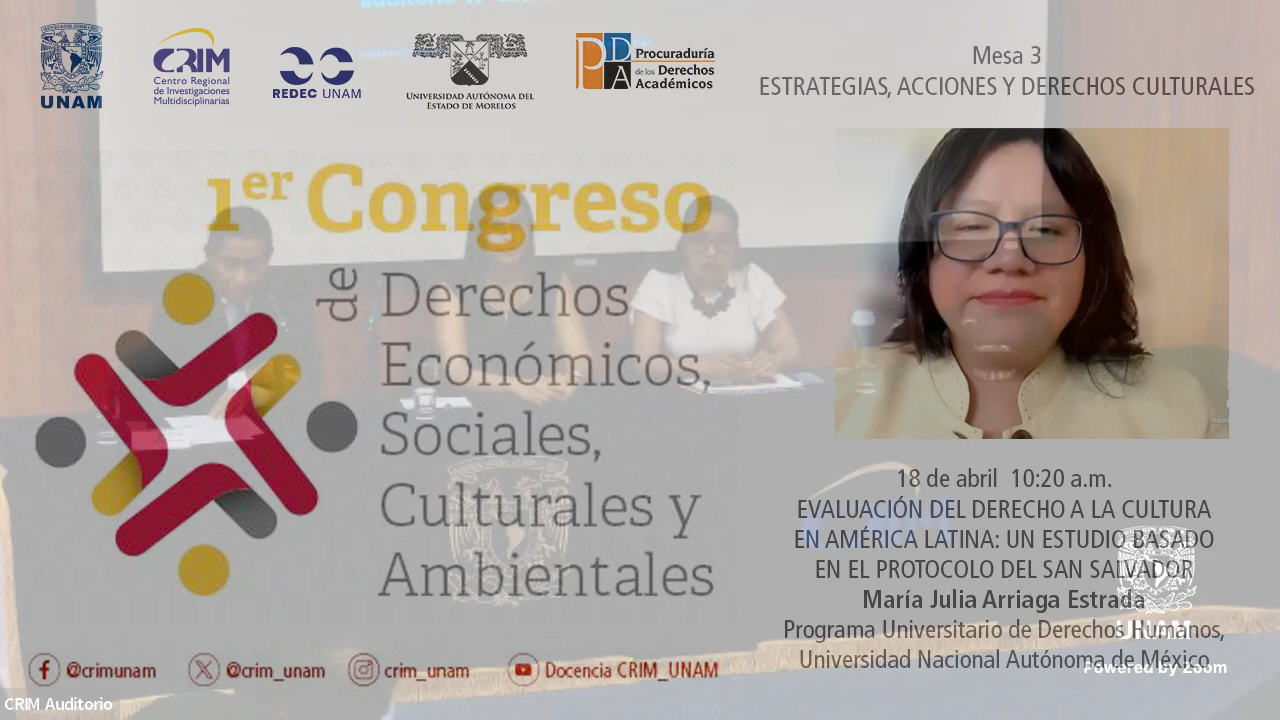 UNAM
CRIM
Centro Regional
de Investigaciones
Multidisciplinarias
REDEC UNAM
UNIVERSIDAD AUTÓNOMA DEL
ESTADO DE MORELOS
PDA
Procuraduría
de los Derechos
Académicos
Mesa 3
ESTRATEGIAS, ACCIONES Y DERECHOS CULTURALES
1er Congreso
de Derechos
Económicos,
Sociales,
Culturales y
Ambientales
18 de abril 10:20 a.m.
EVALUACIÓN DEL DERECHO A LA CULTURA
EN AMÉRICA LATINA: UN ESTUDIO BASADO
EN EL PROTOCOLO DEL SAN SALVADOR
María Julia Arriaga Estrada
Programa Universitario de Derechos Humanos,
Universidad Nacional Autónoma de México
UNAM
Powered by Zoom
@crimunam
@crim_unam
crim_unam
Docencia CRIM_UNAM
CRIM Auditorio